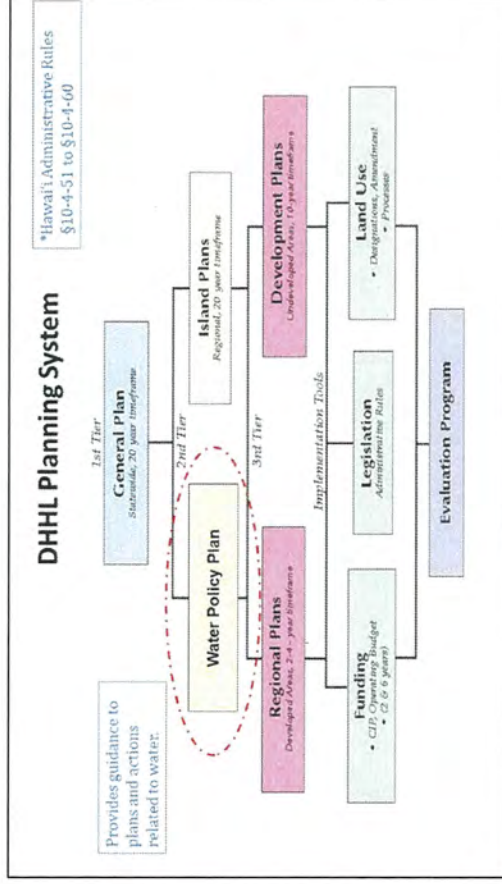 DHHL Planning System
*Hawai'i Administrative Rules
§10-4-51 to §10-4-60
Provides guidance to
plans and actions
related to water.
1st Tier
General Plan
Statewide, 20 year timeframe
2nd Tier
Water Policy Plan
Island Plans
Regional, 20 year timeframe
3rd Tier
Regional Plans
Developed Areas, 2-4 - year timeframe
Development Plans
Undeveloped Areas, 10-year timeframe
Implementation Tools
Funding
• CIP, Operating Budget
• (2 & 6 years)
Legislation
Administrative Rules
Land Use
• Designations, Amendment
• Processes
Evaluation Program